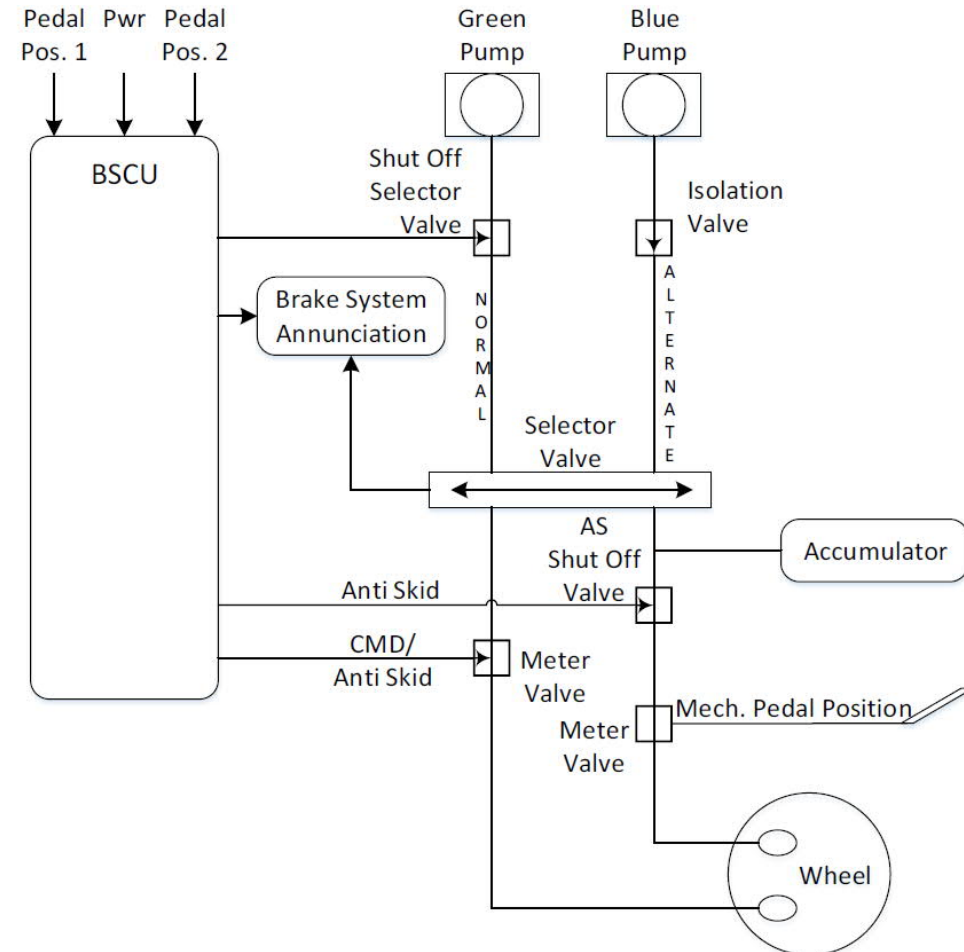 Pedal Pwr Pedal
Pos. 1 Pos. 2
Green
Pump
Blue
Pump
BSCU
Shut Off
Selector
Valve
Isolation
Valve
Brake System
Annunciation
NORMAL
ALTERNATE
Selector
Valve
AS
Shut Off
Valve
Accumulator
Anti Skid
CMD/
Anti Skid
Meter
Valve
Mech. Pedal Position
Meter
Valve
Wheel